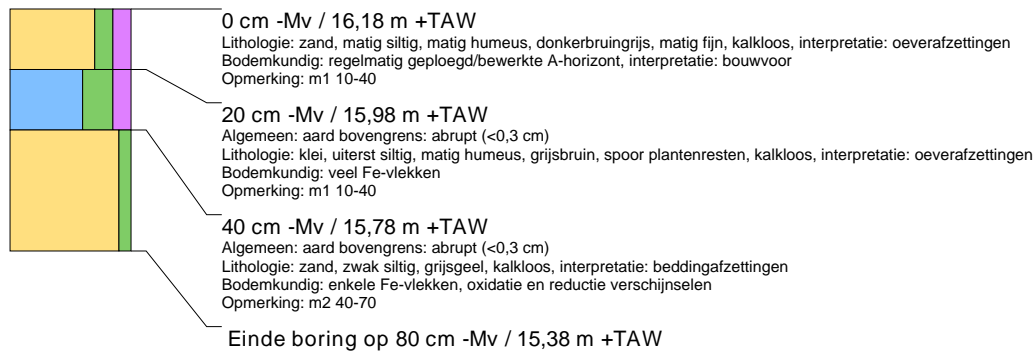 0 cm -Mv / 16,18 m +TAW
Lithologie: zand, matig siltig, matig humeus, donkerbruingrijs, matig fijn, kalkloos, interpretatie: oeverafzettingen
Bodemkundig: regelmatig geploegd/bewerkte A-horizont, interpretatie: bouwvoor
Opmerking: m1 10-40
20 cm -Mv / 15,98 m +TAW
Algemeen: aard bovengrens: abrupt (<0,3 cm)
Lithologie: klei, uiterst siltig, matig humeus, grijsbruin, spoor plantenresten, kalkloos, interpretatie: oeverafzettingen
Bodemkundig: veel Fe-vlekken
Opmerking: m1 10-40
40 cm -Mv / 15,78 m +TAW
Algemeen: aard bovengrens: abrupt (<0,3 cm)
Lithologie: zand, zwak siltig, grijsgeel, kalkloos, interpretatie: beddingafzettingen
Bodemkundig: enkele Fe-vlekken, oxidatie en reductie verschijnselen
Opmerking: m2 40-70
Einde boring op 80 cm -Mv / 15,38 m +TAW